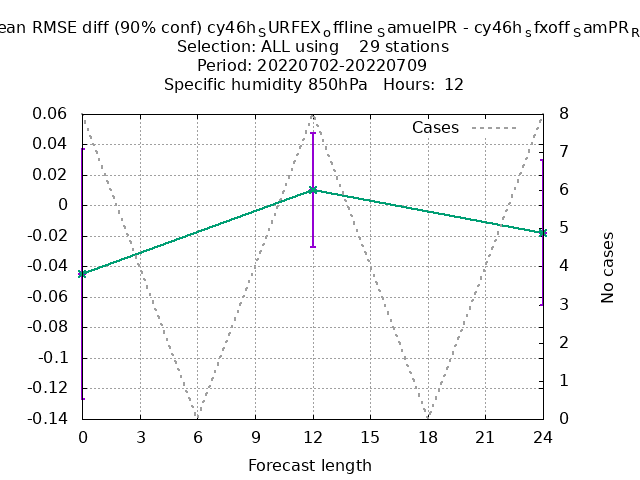 ean RMSE diff (90% conf) cy46hSURFEXoffline SamuelPR - cy46hsfxoffSamPRR
Selection: ALL using 29 stations
Period: 20220702-20220709
Specific humidity 850hPa Hours: 12
Cases
0.06
0.04
0.02
0
-0.02
-0.04
-0.06
-0.08
-0.1
-0.12
-0.14
8
7
6
5
4
3
2
1
0
No cases
0 3 6 9 12 15 18 21 24
Forecast length